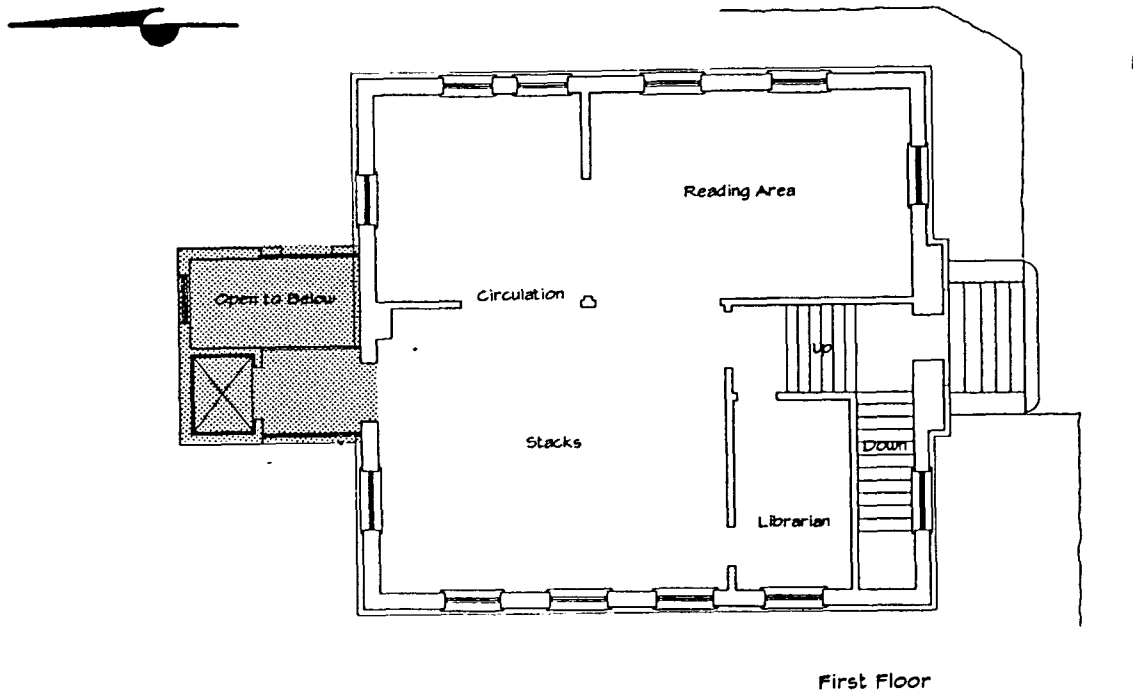 Reading Area
Open to Below
Circulation
Up
Stacks
Down
Librarian
First Floor